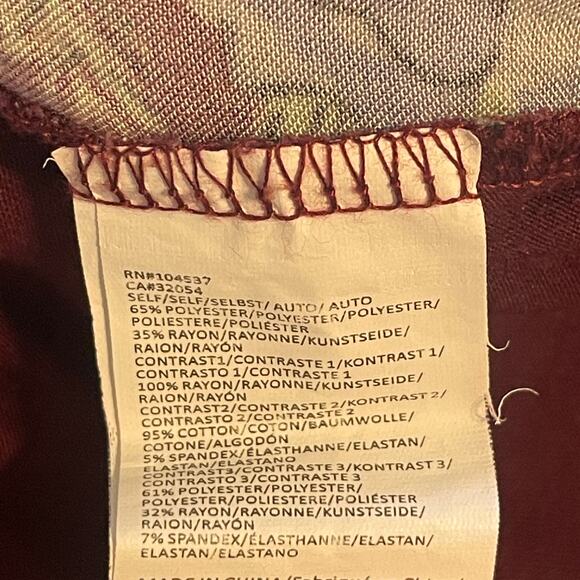 RN#104537
CA#32054
SELF/SELF/SELBST/ AUTO/ AUTO
65% POLYESTER/POLYESTER/POLYESTER/
POLIESTERE/POLIÉSTER
35% RAYON/RAYONNE/KUNSTSEIDE/
RAION/RAYÓN
CONTRAST1/CONTRASTE 1/KONTRAST 1/
CONTRASTO 1/CONTRASTE 1
100% RAYON/RAYONNE/KUNSTSEIDE/
RAION/RAYÓN
CONTRAST2/CONTRASTE 2/KONTRAST 2/
CONTRASTO 2/CONTRASTE 2
95% COTTON/COTON/BAUMWOLLE/
COTONE/ALGODÓN
5% SPANDEX/ÉLASTHANNE/ELASTAN/
ELASTAN/ELASTANO
CONTRAST3/CONTRASTE 3/KONTRAST 3/
CONTRASTO 3/CONTRASTE 3
61% POLYESTER/POLYESTER/
POLYESTER/POLIESTERE/POLIÉSTER
32% RAYON/RAYONNE/KUNSTSEIDE/
RAION/RAYÓN
7% SPANDEX/ÉLASTHANNE/ELASTAN/
ELASTAN/ELASTANO
MADE IN CHINA/